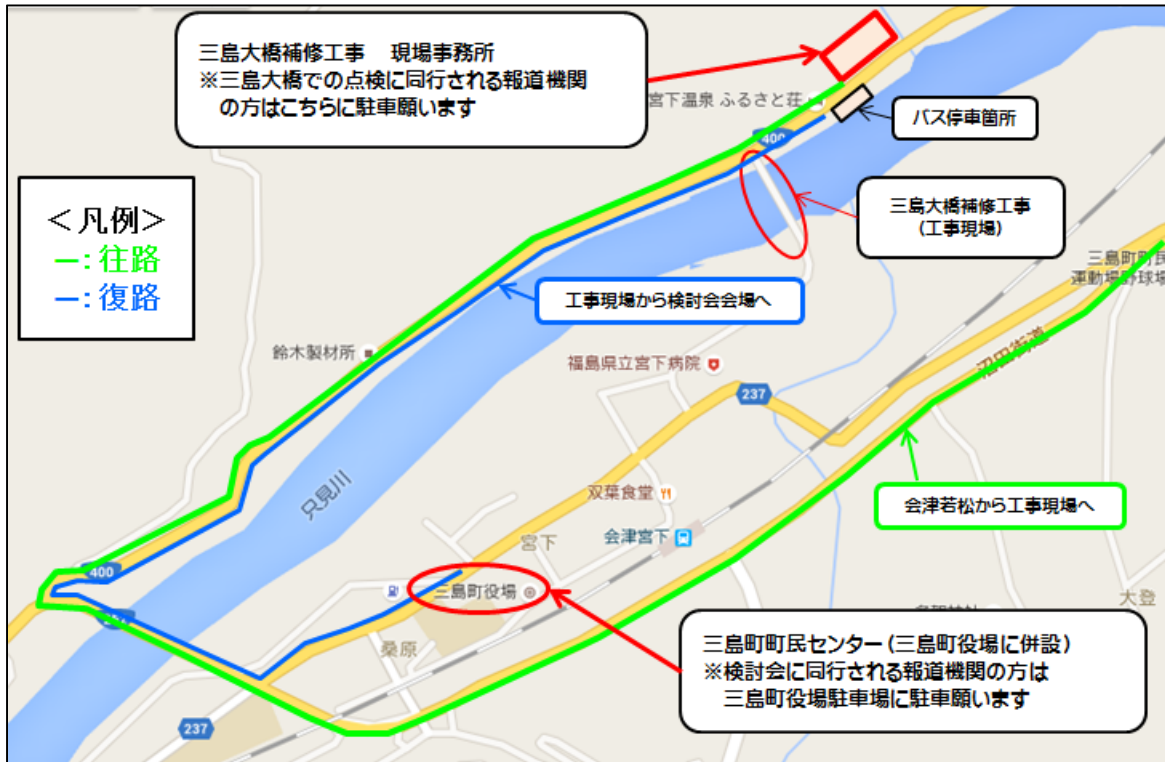 三島大橋補修工事　現場事務所
※三島大橋での点検に同行される報道機関
の方はこちらに駐車願います
宮下温泉 ふるさと荘
バス停車箇所
400
三島大橋補修工事
(工事現場)
＜凡例＞
ー：往路
ー：復路
三島町町民
運動場野球場
工事現場から検討会会場へ
鈴木製材所
福島県立宮下病院
沼田街道
237
只見川
双葉食堂
会津若松から工事現場へ
会津宮下
宮下
400
三島町役場
大登
桑原
三島町町民センター(三島町役場に併設)
※検討会に同行される報道機関の方は
三島町役場駐車場に駐車願います
237